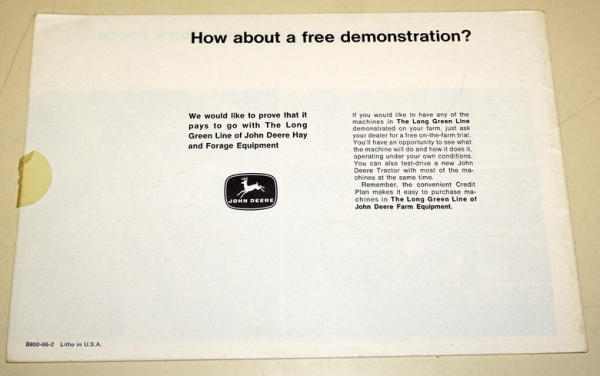 How about a free demonstration?
We would like to prove that it
pays to go with The Long
Green Line of John Deere Hay
and Forage Equipment
JOHN DEERE
If you would like to have any of the
machines in The Long Green Line
demonstrated on your farm, just ask
your dealer for a free on-the-farm trial.
You'll have an opportunity to see what
the machine will do and how it does it,
operating under your own conditions.
You can also test-drive a new John
Deere Tractor with most of the ma-
chines at the same time.
Remember, the convenient Credit
Plan makes it easy to purchase ma-
chines in The Long Green Line of
John Deere Farm Equipment.
B800-66-2 Litho in U.S.A.